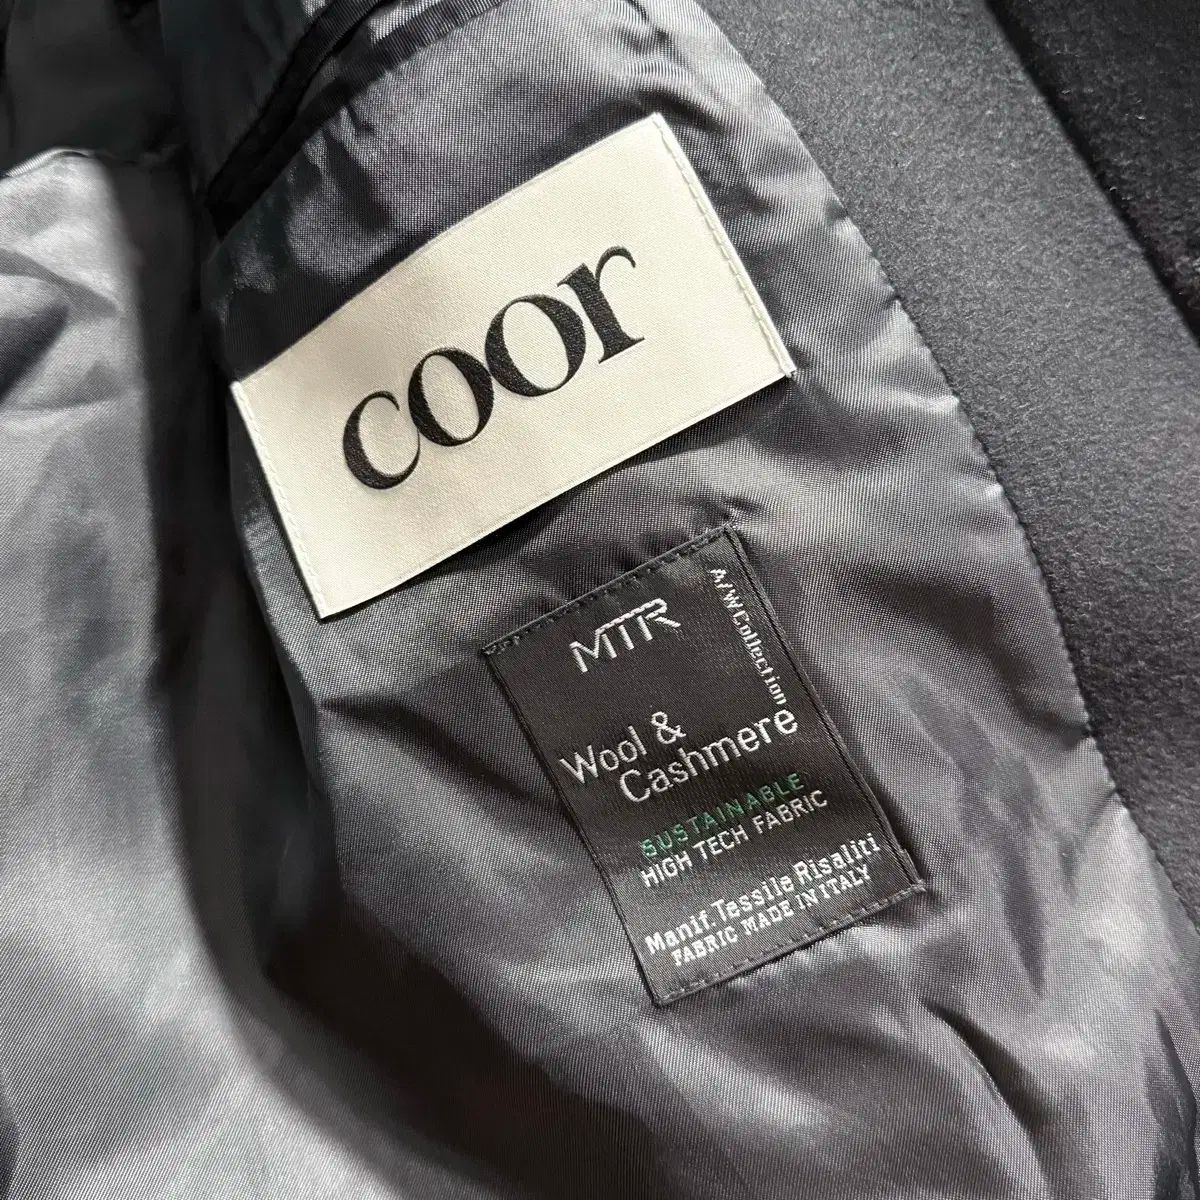 coor
MTR
A/W Collection
Wool &
Cashmere
SUSTAINABLE
HIGH TECH FABRIC
Manif. Tessile Risaliti
FABRIC MADE IN ITALY